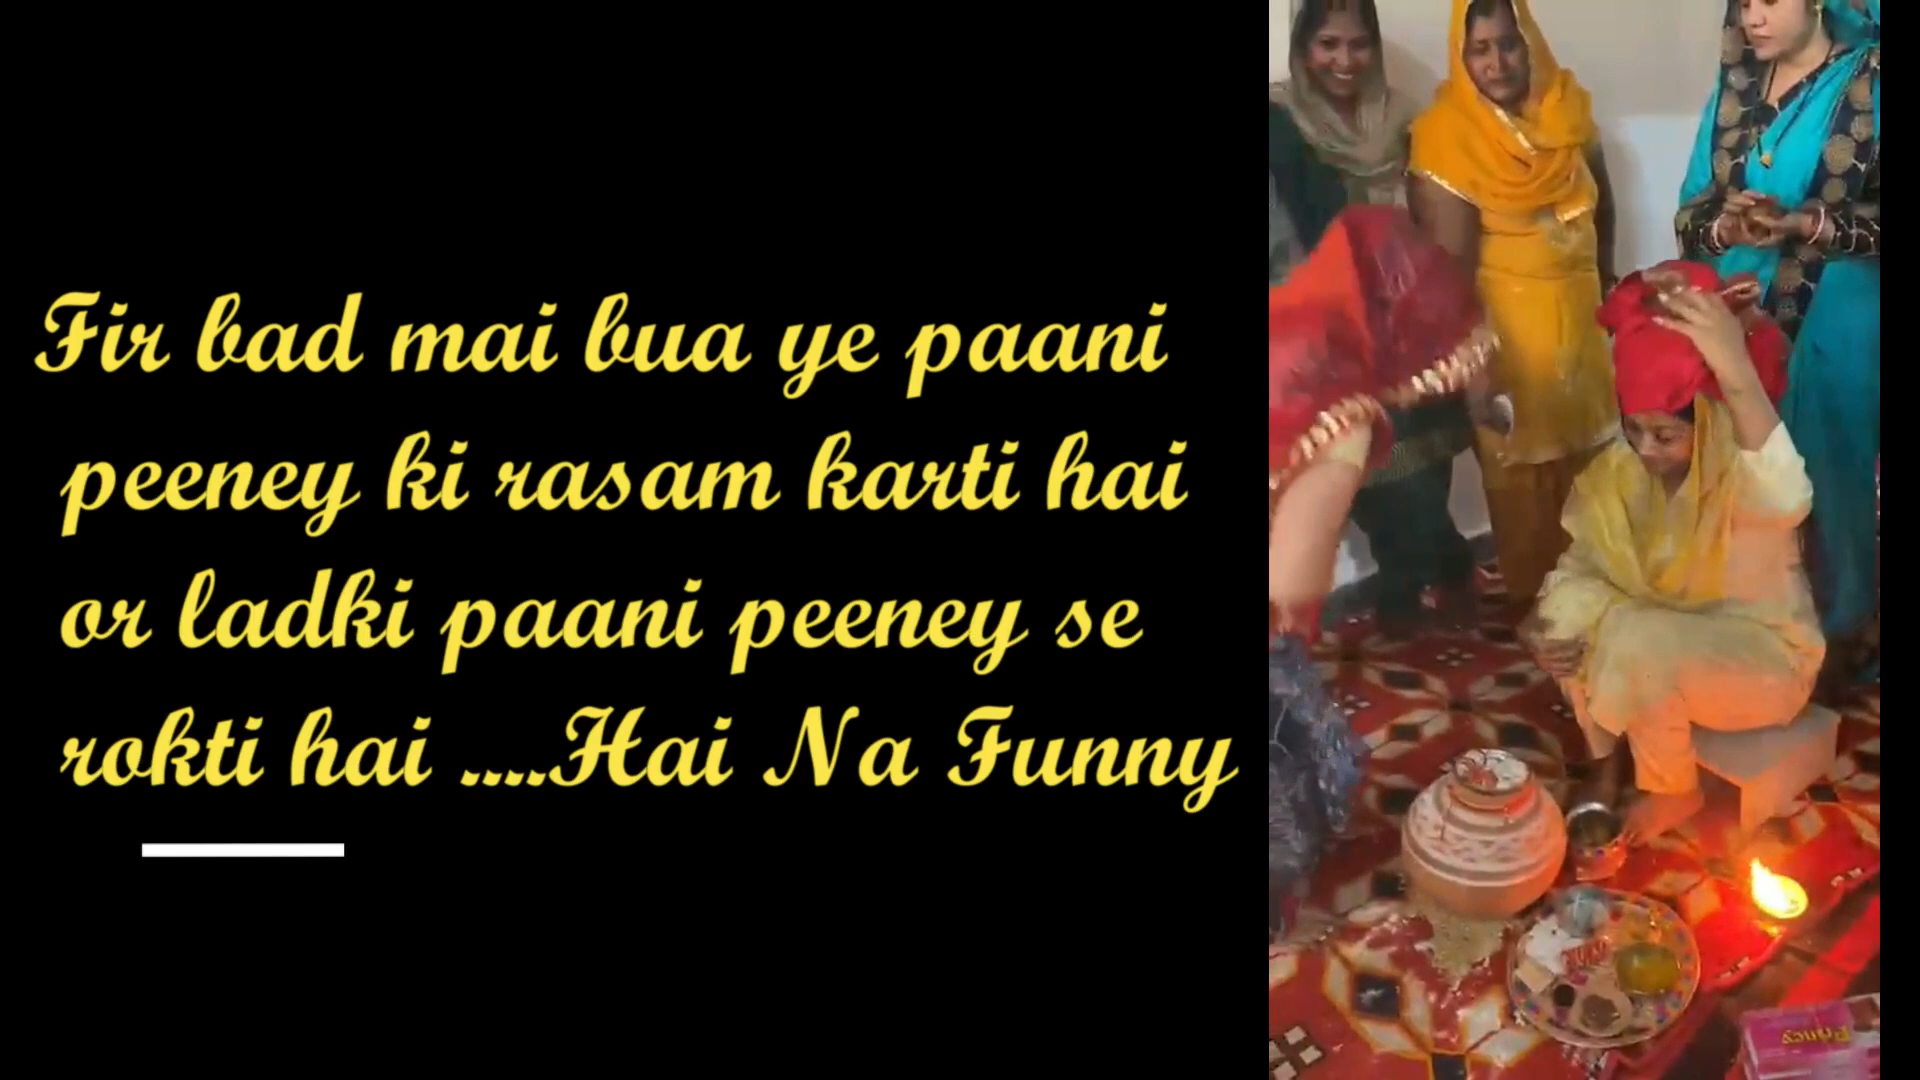 Fir bad mai bua ye paani
peeney ki rasam karti hai
or ladki paani peeney se
rokti hai ....Hai Na Funny